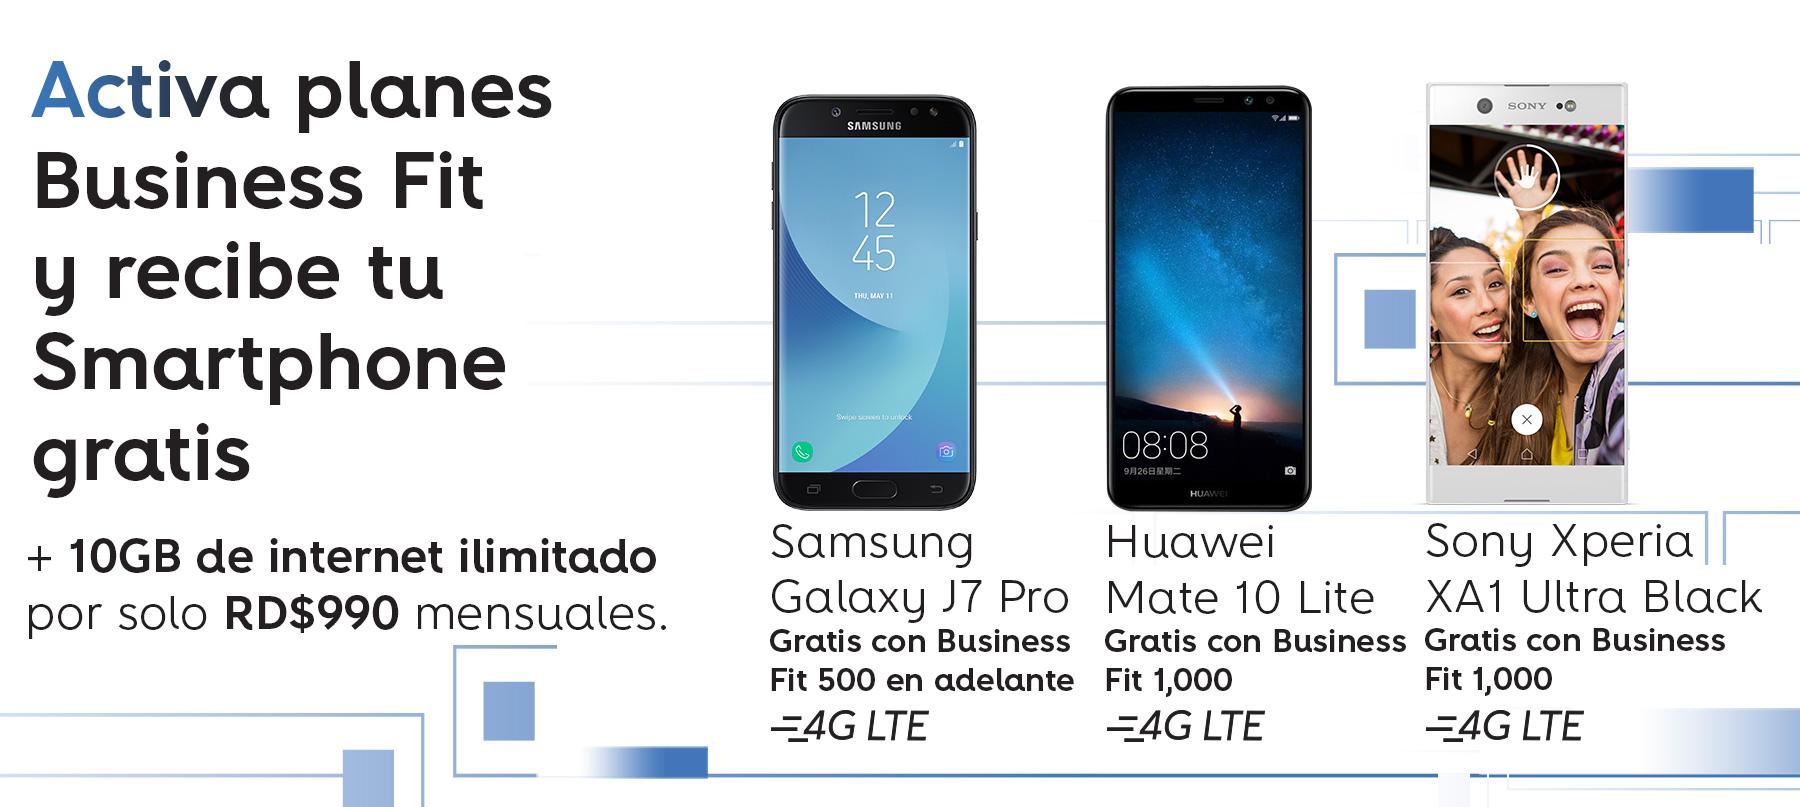 Activa planes
Business Fit
y recibe tu
Smartphone
gratis
+ 10GB de internet ilimitado
por solo RD$990 mensuales.
SAMSUNG
12
45
THU, MAY 11
Swipe screen to unlock
Samsung
Galaxy J7 Pro
Gratis con Business
Fit 500 en adelante
4G LTE
08:08
9月26日星期二
HUAWEI
Huawei
Mate 10 Lite
Gratis con Business
Fit 1,000
4G LTE
SONY
Sony Xperia
XA1 Ultra Black
Gratis con Business
Fit 1,000
4G LTE